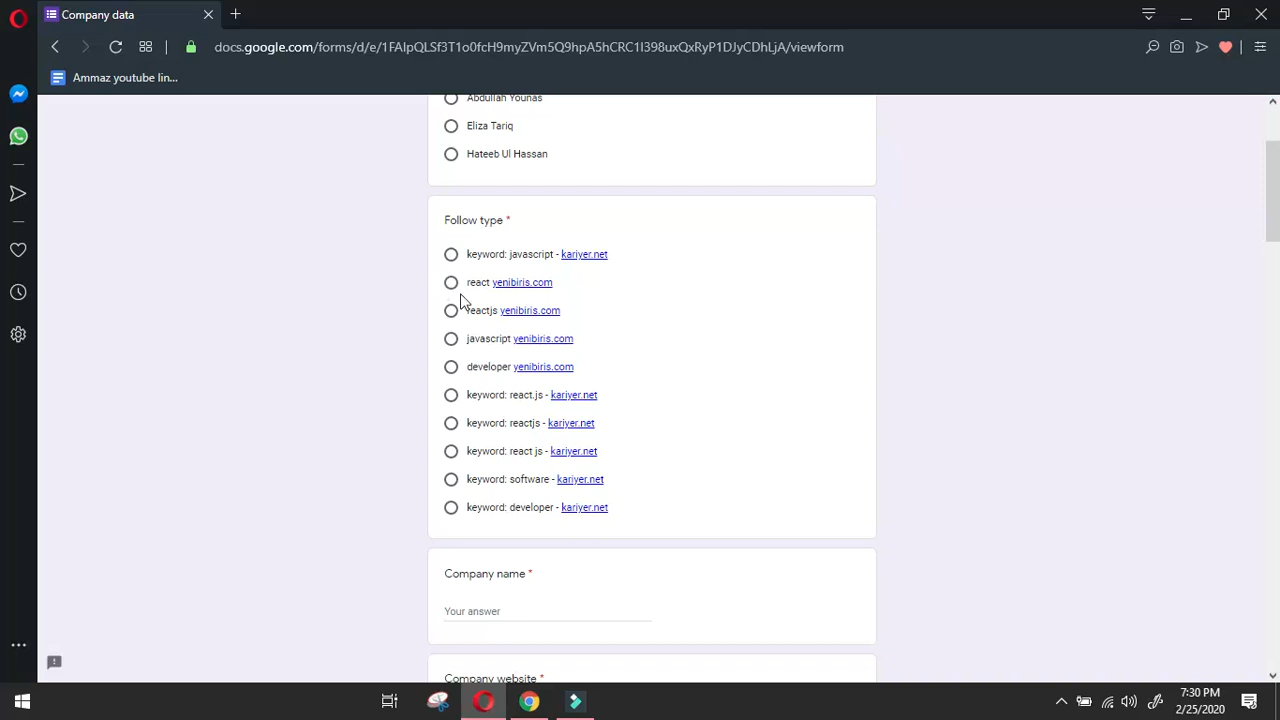 Company data
docs.google.com/forms/d/e/1FAIpQLSf3T1o0fcH9myZVm5Q9hpA5hCRC1I398uxQxRyP1DJyCDhLjA/viewform
Ammaz youtube lin...
Abdullah Younas
Eliza Tariq
Hateeb Ul Hassan
Follow type *
keyword: javascript - kariyer.net
react yenibiris.com
reactjs yenibiris.com
javascript yenibiris.com
developer yenibiris.com
keyword: react.js - kariyer.net
keyword: reactjs - kariyer.net
keyword: react js - kariyer.net
keyword: software - kariyer.net
keyword: developer - kariyer.net
Company name *
Your answer
Company website *
7:30 PM
2/25/2020